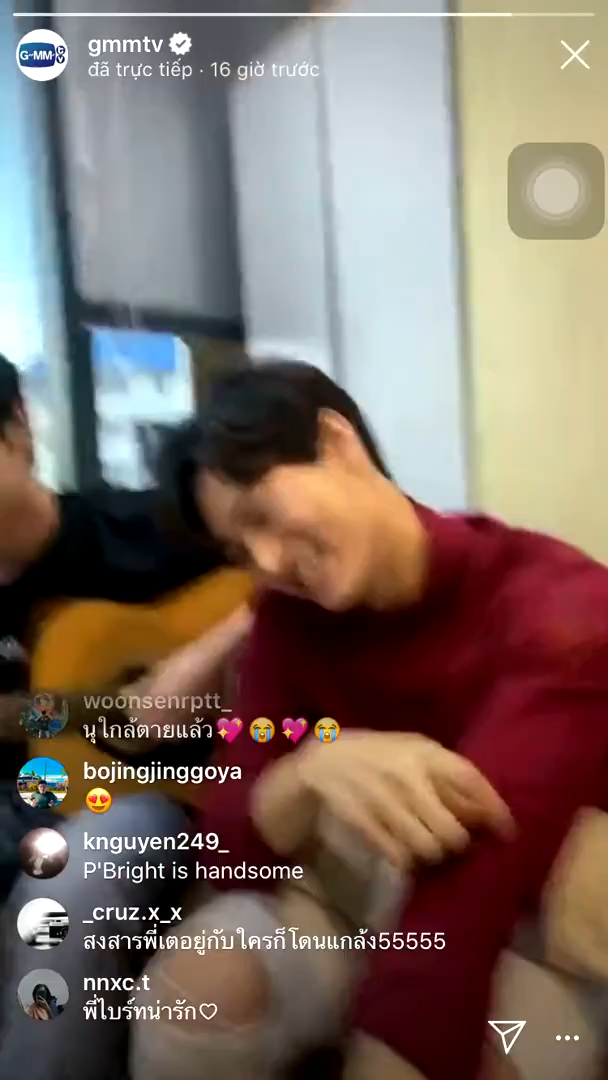 gmmtv
đã trực tiếp · 16 giờ trước
GMM TV
woonsenrptt_
นุใกล้ตายแล้ว💖😭💖😭
bojingjinggoya
😍
knguyen249_
P'Bright is handsome
_cruz.x_x
สงสารพี่เตอยู่กับใครก็โดนแกล้ง55555
nnxc.t
พี่ไบร์ทน่ารัก♡